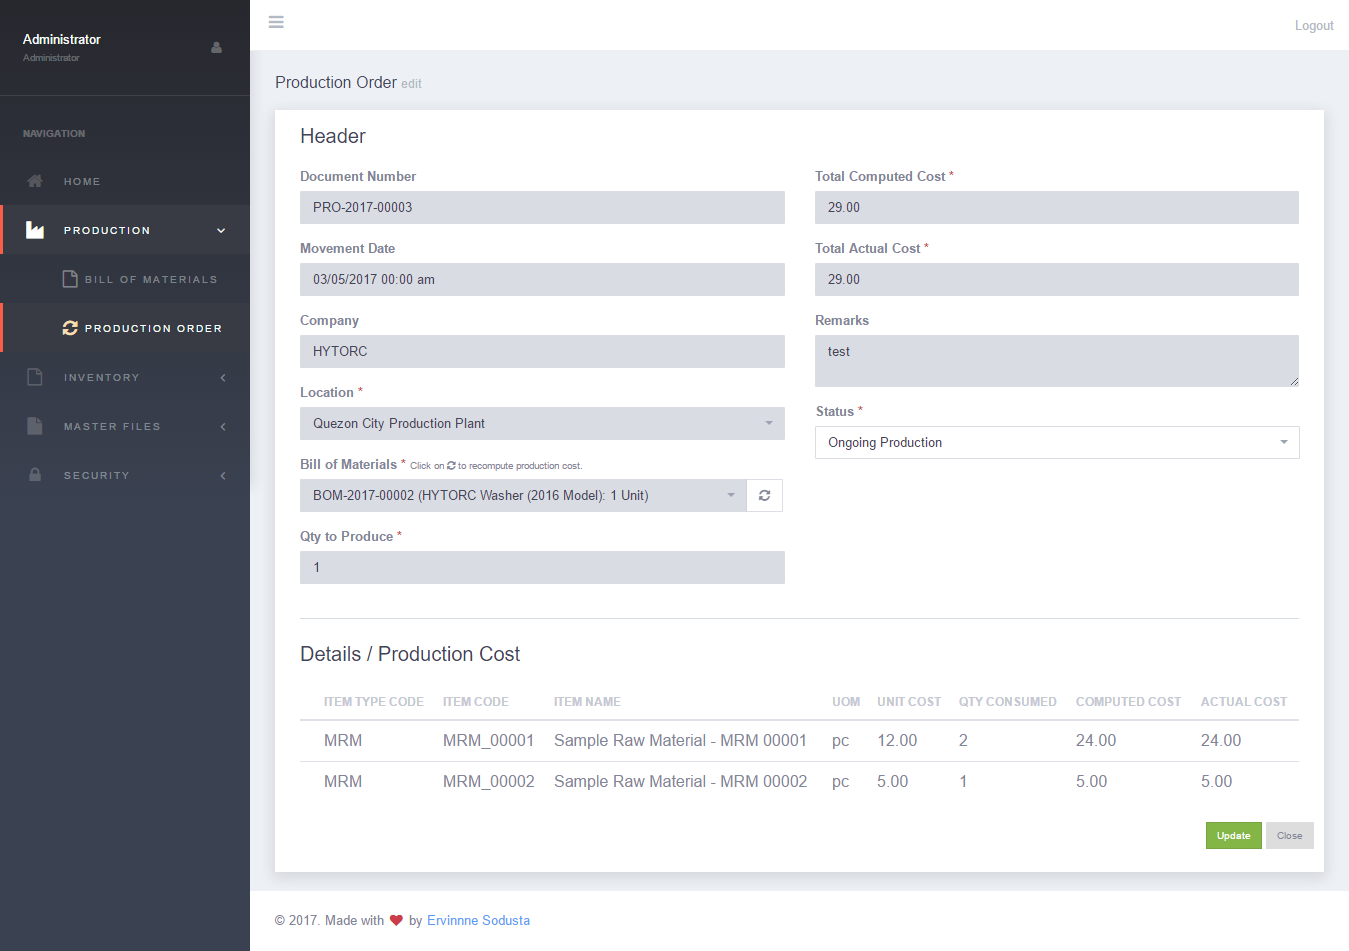 Administrator
Administrator
NAVIGATION
HOME
PRODUCTION
BILL OF MATERIALS
PRODUCTION ORDER
INVENTORY
MASTER FILES
SECURITY
Logout
Production Order edit
Header
Document Number
PRO-2017-00003
Movement Date
03/05/2017 00:00 am
Company
HYTORC
Location *
Quezon City Production Plant
Bill of Materials * Click on to recompute production cost.
BOM-2017-00002 (HYTORC Washer (2016 Model): 1 Unit)
Qty to Produce *
1
Total Computed Cost *
29.00
Total Actual Cost *
29.00
Remarks
test
Status *
Ongoing Production
Details / Production Cost
ITEM TYPE CODE ITEM CODE ITEM NAME UOM UNIT COST QTY CONSUMED COMPUTED COST ACTUAL COST
MRM MRM_00001 Sample Raw Material - MRM 00001 pc 12.00 2 24.00 24.00
MRM MRM_00002 Sample Raw Material - MRM 00002 pc 5.00 1 5.00 5.00
Update Close
© 2017. Made with ♥ by Ervinnne Sodusta